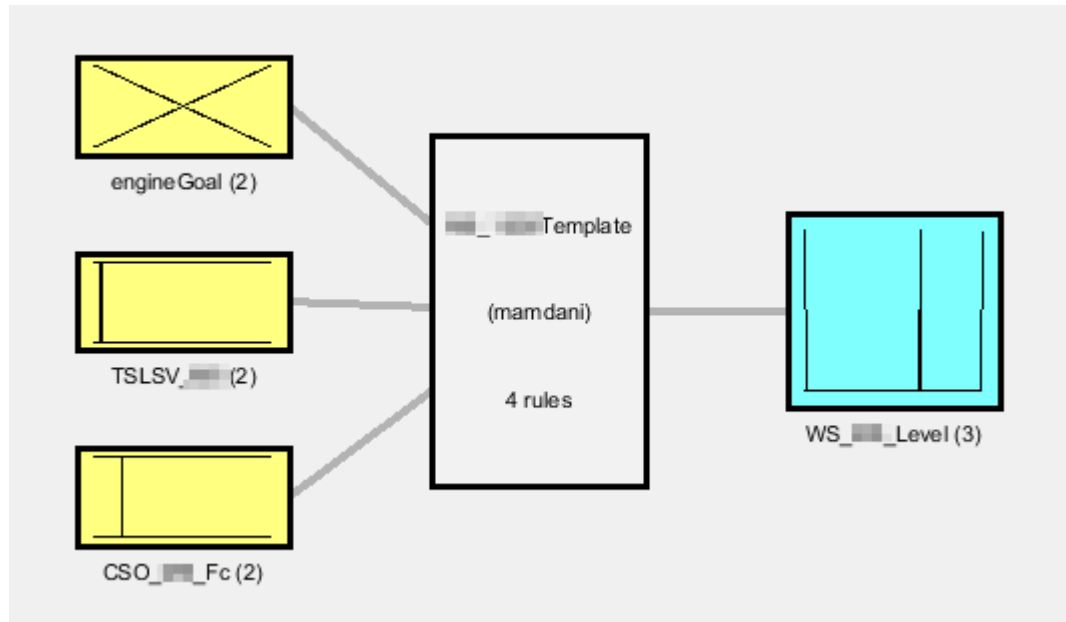 engineGoal (2)
Template
TSLSV_ (2)
(mamdani)
4 rules
WS_ _Level (3)
CSO_ _Fc (2)